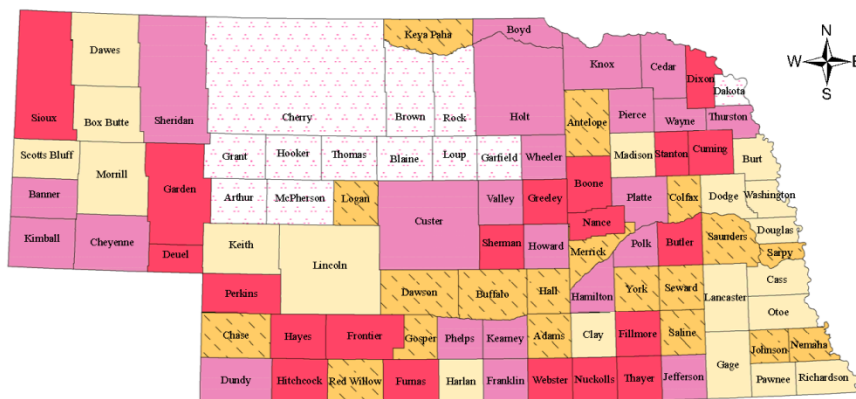 Keya Paha
Boyd
Dawes
Knox
Cedar
Dixon
N
W E
S
Dakota
Sioux
Box Butte
Sheridan
Cherry
Brown
Rock
Holt
Antelope
Pierce
Wayne
Thurston
Scotts Bluff
Morrill
Garden
Grant
Hooker
Thomas
Blaine
Loup
Garfield
Wheeler
Madison
Stanton
Cuming
Burt
Banner
Arthur
McPherson
Logan
Custer
Valley
Greeley
Boone
Platte
Colfax
Dodge
Washington
Kimball
Cheyenne
Deuel
Keith
Lincoln
Sherman
Howard
Nance
Merrick
Polk
Butler
Saunders
Douglas
Sarpy
Perkins
Dawson
Buffalo
Hall
Hamilton
York
Seward
Lancaster
Cass
Otoe
Chase
Hayes
Frontier
Gosper
Phelps
Kearney
Adams
Clay
Fillmore
Saline
Johnson
Nemaha
Dundy
Hitchcock
Red Willow
Furnas
Harlan
Franklin
Webster
Nuckolls
Thayer
Jefferson
Gage
Pawnee
Richardson